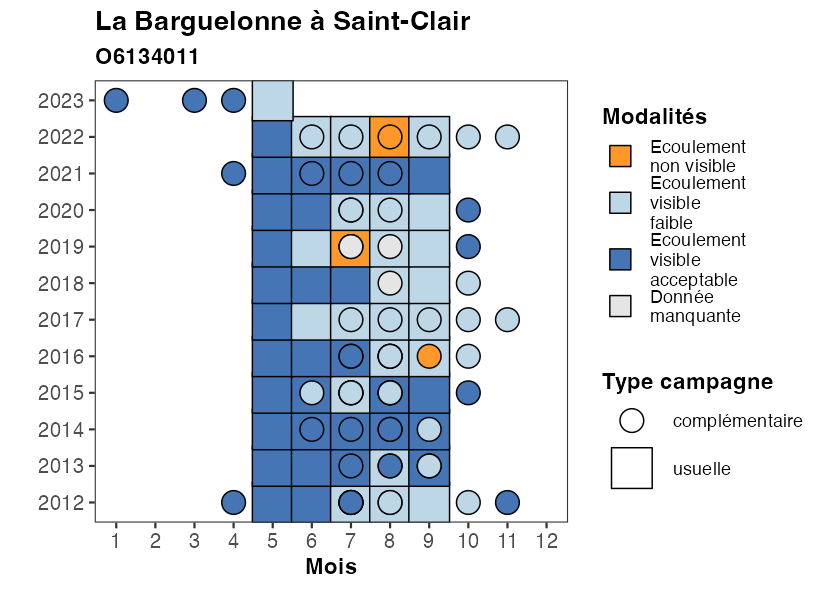 La Barguelonne à Saint-Clair
O6134011
2023
2022
2021
2020
2019
2018
2017
2016
2015
2014
2013
2012
1 2 3 4 5 6 7 8 9 10 11 12
Mois
Modalités
Ecoulement
non visible
Ecoulement
visible
faible
Ecoulement
visible
acceptable
Donnée
manquante
Type campagne
complémentaire
usuelle